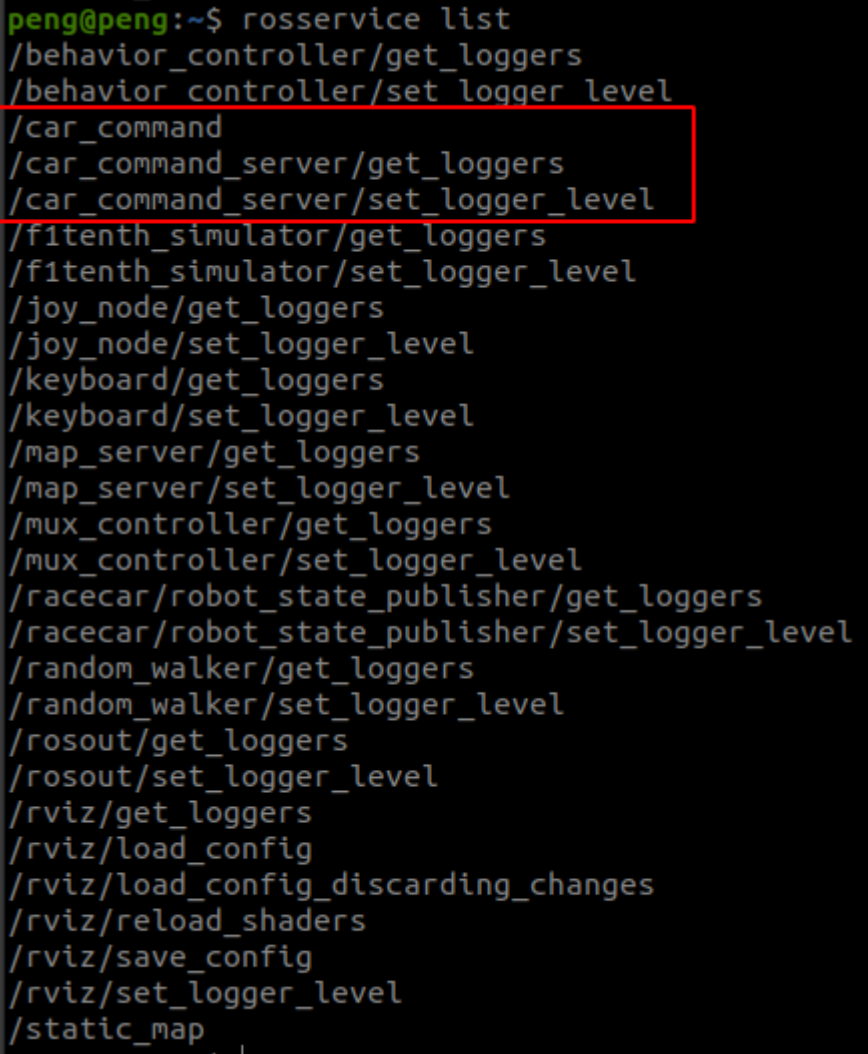 peng@peng:~$ rosservice list
/behavior_controller/get_loggers
/behavior_controller/set_logger_level
/car_command
/car_command_server/get_loggers
/car_command_server/set_logger_level
/f1tenth_simulator/get_loggers
/f1tenth_simulator/set_logger_level
/joy_node/get_loggers
/joy_node/set_logger_level
/keyboard/get_loggers
/keyboard/set_logger_level
/map_server/get_loggers
/map_server/set_logger_level
/mux_controller/get_loggers
/mux_controller/set_logger_level
/racecar/robot_state_publisher/get_loggers
/racecar/robot_state_publisher/set_logger_level
/random_walker/get_loggers
/random_walker/set_logger_level
/rosout/get_loggers
/rosout/set_logger_level
/rviz/get_loggers
/rviz/load_config
/rviz/load_config_discarding_changes
/rviz/reload_shaders
/rviz/save_config
/rviz/set_logger_level
/static_map